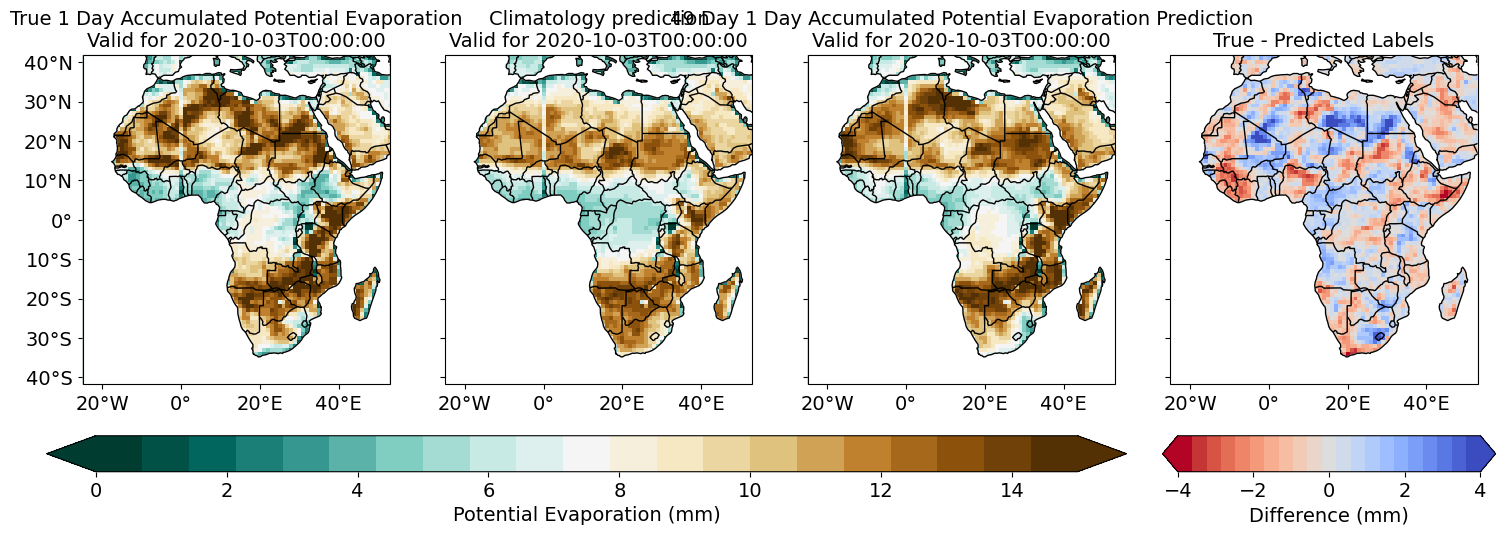 True 1 Day Accumulated Potential Evaporation
Valid for 2020-10-03T00:00:00
Climatology prediction
Valid for 2020-10-03T00:00:00
49 Day 1 Day Accumulated Potential Evaporation Prediction
Valid for 2020-10-03T00:00:00
True - Predicted Labels
40°N
30°N
20°N
10°N
0°
10°S
20°S
30°S
40°S
20°W 0° 20°E 40°E
20°W 0° 20°E 40°E
20°W 0° 20°E 40°E
20°W 0° 20°E 40°E
0 2 4 6 8 10 12 14
Potential Evaporation (mm)
−4 −2 0 2 4
Difference (mm)